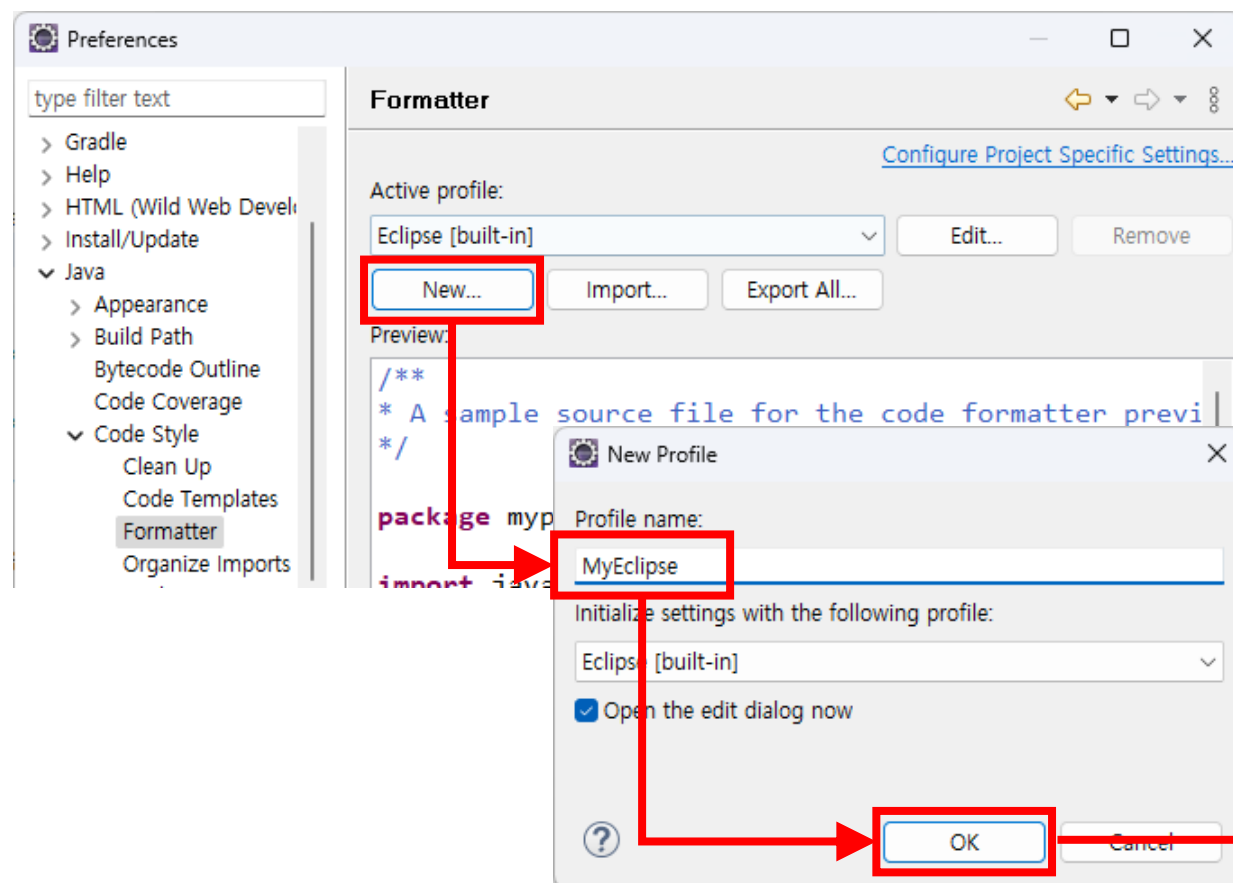 Preferences
type filter text
Gradle
Help
HTML (Wild Web Devel
Install/Update
Java
Appearance
Build Path
Bytecode Outline
Code Coverage
Code Style
Clean Up
Code Templates
Formatter
Organize Imports
Formatter
Configure Project Specific Settings...
Active profile:
Eclipse [built-in]
Edit...
Remove
New...
Import...
Export All...
Preview:
/**
* A sample source file for the code formatter previ
*/
package myp
import java
New Profile
Profile name:
MyEclipse
Initialize settings with the following profile:
Eclipse [built-in]
Open the edit dialog now
?
OK
Cancel